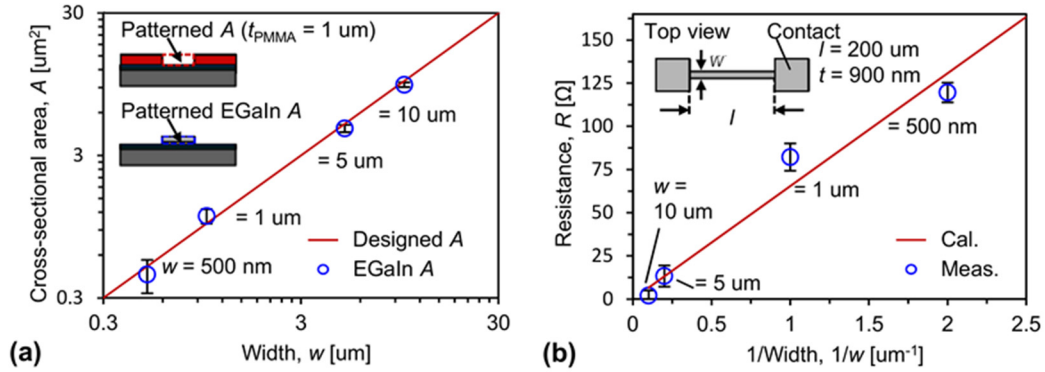 30
Patterned A (tPMMA = 1 um)
Patterned EGaIn A
= 10 um
3
= 5 um
= 1 um
Designed A
w = 500 nm
EGaIn A
0.3
0.3
3
30
Cross-sectional area, A [um²]
Width, w [um]
(a)
150
Top view
Contact
w
l = 200 um
t = 900 nm
125
l
= 500 nm
100
75
w =
10 um
= 1 um
50
Cal.
25
= 5 um
Meas.
0
0
0.5
1
1.5
2
2.5
Resistance, R [Ω]
1/Width, 1/w [um⁻¹]
(b)